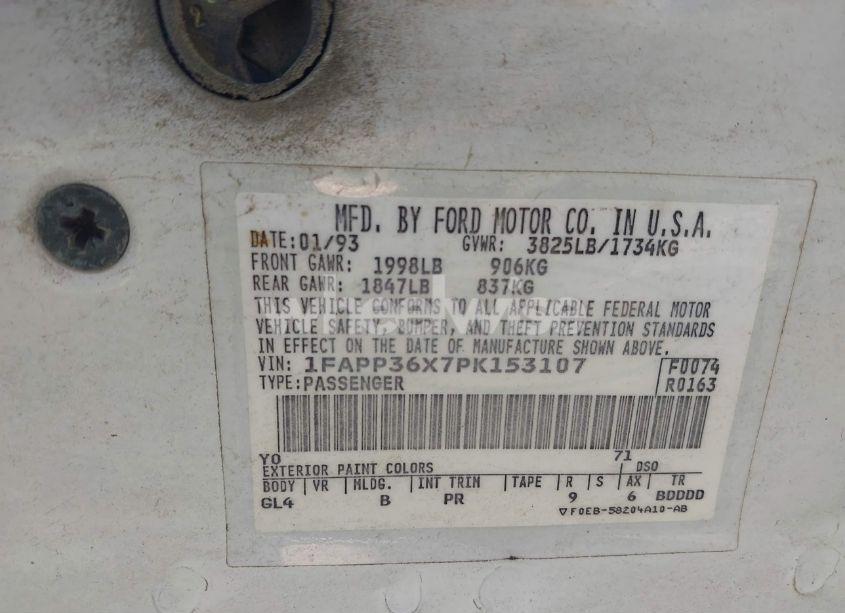 MFD. BY FORD MOTOR CO. IN U.S.A.
DATE: 01/93 GVWR: 3825LB/1734KG
FRONT GAWR: 1998LB 906KG
REAR GAWR: 1847LB 837KG
THIS VEHICLE CONFORMS TO ALL APPLICABLE FEDERAL MOTOR
VEHICLE SAFETY, BUMPER, AND THEFT PREVENTION STANDARDS
IN EFFECT ON THE DATE OF MANUFACTURE SHOWN ABOVE.
VIN: 1FAPP36X7PK153107 F0074
TYPE: PASSENGER R0163
YO 71
EXTERIOR PAINT COLORS DSO
BODY VR MLDG. INT TRIM TAPE R S AX TR
GL4 B PR 9 6 BDDDD
F0EB-58204A10-AB